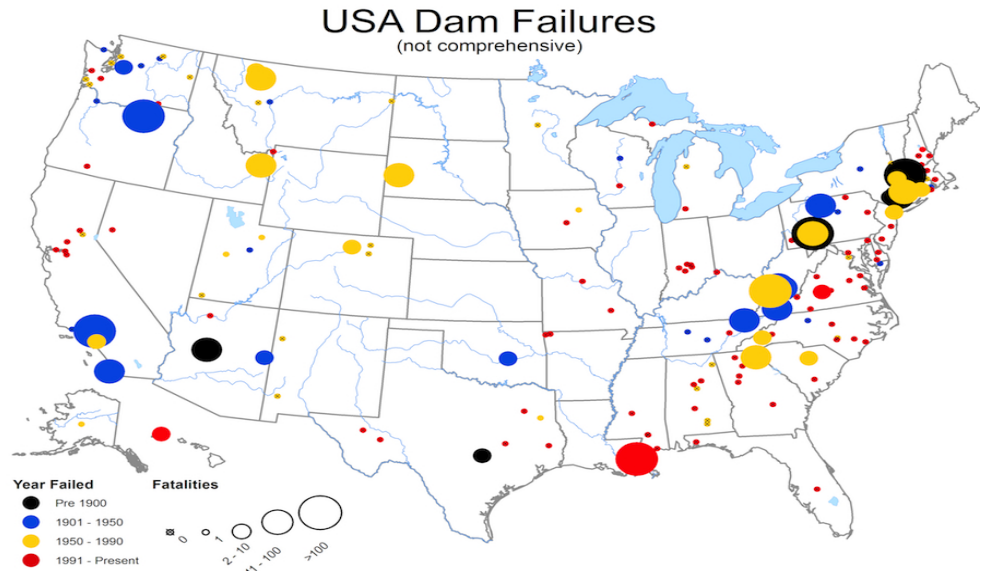 USA Dam Failures
(not comprehensive)
Year Failed
Pre 1900
1901 - 1950
1950 - 1990
1991 - Present
Fatalities
0
1
2 - 10
11 - 100
>100